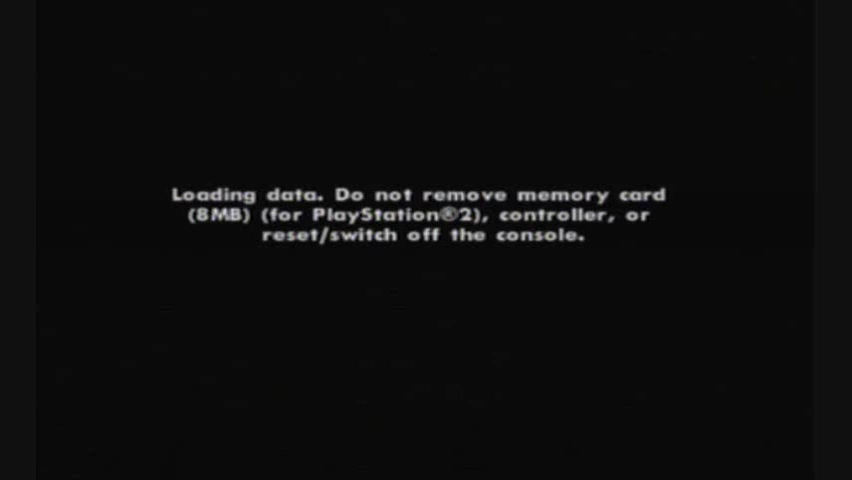 Loading data. Do not remove memory card
(8MB) (for PlayStation®2), controller, or
reset/switch off the console.